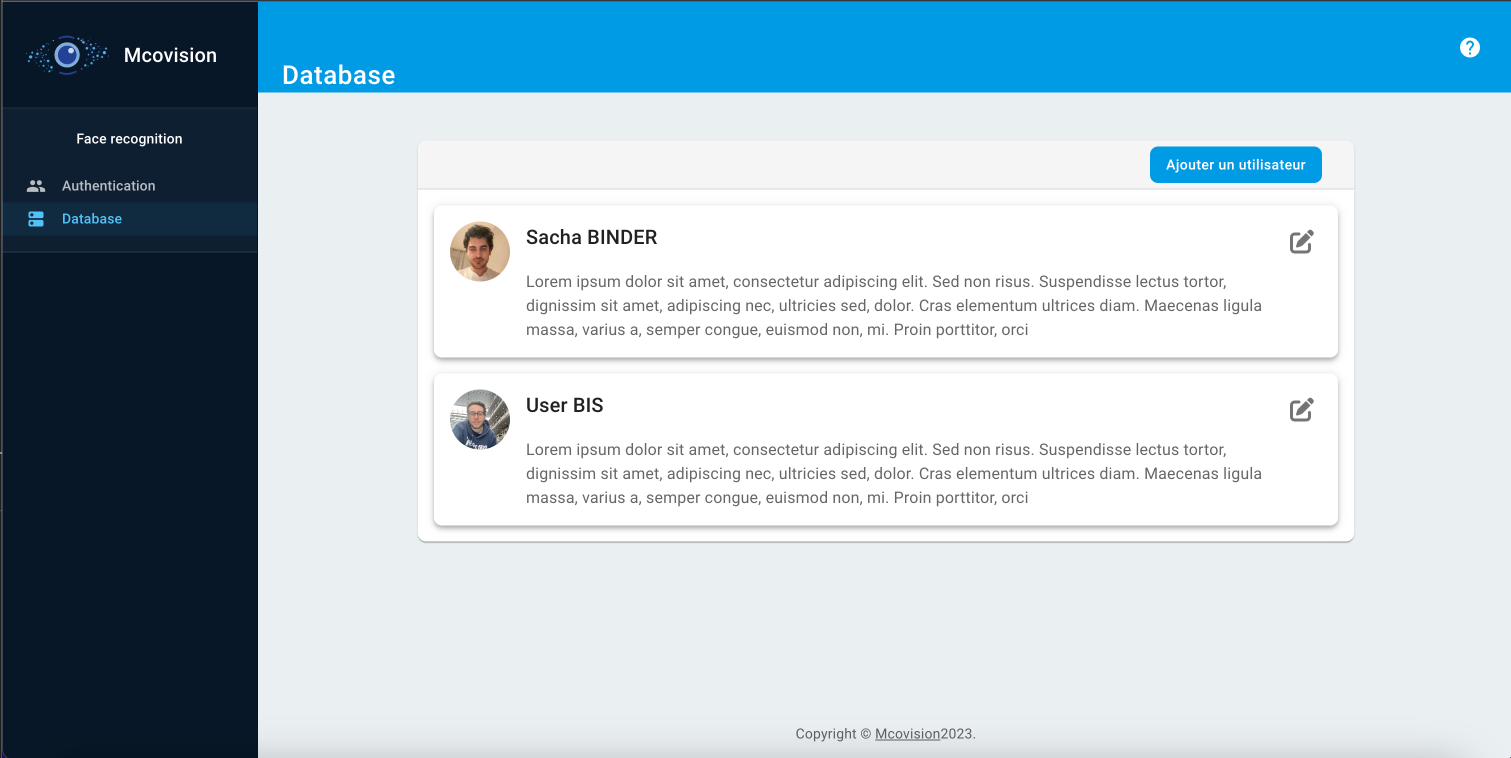 Mcovision
Database
Face recognition
Authentication
Database
Ajouter un utilisateur
Sacha BINDER
Lorem ipsum dolor sit amet, consectetur adipiscing elit. Sed non risus. Suspendisse lectus tortor,
dignissim sit amet, adipiscing nec, ultricies sed, dolor. Cras elementum ultrices diam. Maecenas ligula
massa, varius a, semper congue, euismod non, mi. Proin porttitor, orci
User BIS
Lorem ipsum dolor sit amet, consectetur adipiscing elit. Sed non risus. Suspendisse lectus tortor,
dignissim sit amet, adipiscing nec, ultricies sed, dolor. Cras elementum ultrices diam. Maecenas ligula
massa, varius a, semper congue, euismod non, mi. Proin porttitor, orci
Copyright © Mcovision2023.